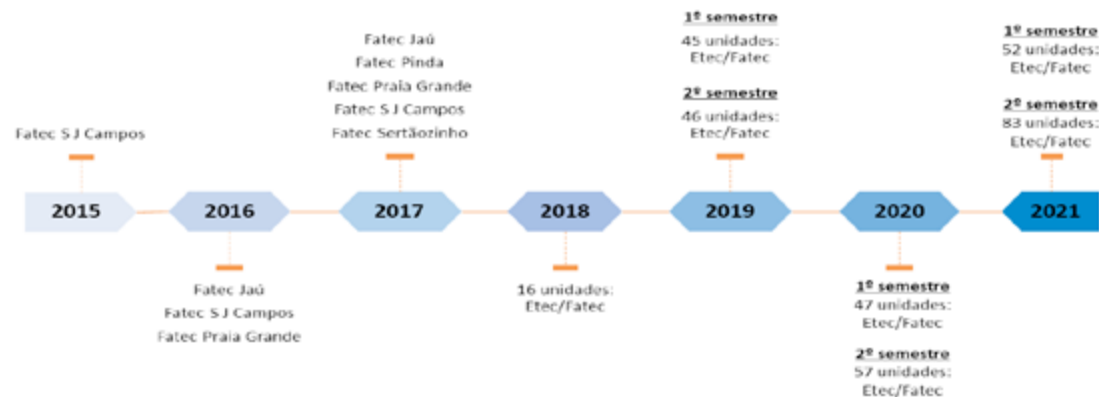 Fatec S J Campos
2015
2016
Fatec Jaú
Fatec S J Campos
Fatec Praia Grande
Fatec Jaú
Fatec Pinda
Fatec Praia Grande
Fatec S J Campos
Fatec Sertãozinho
2017
2018
16 unidades:
Etec/Fatec
1º semestre
45 unidades:
Etec/Fatec
2º semestre
46 unidades:
Etec/Fatec
2019
2020
1º semestre
47 unidades:
Etec/Fatec
2º semestre
57 unidades:
Etec/Fatec
1º semestre
52 unidades:
Etec/Fatec
2º semestre
83 unidades:
Etec/Fatec
2021